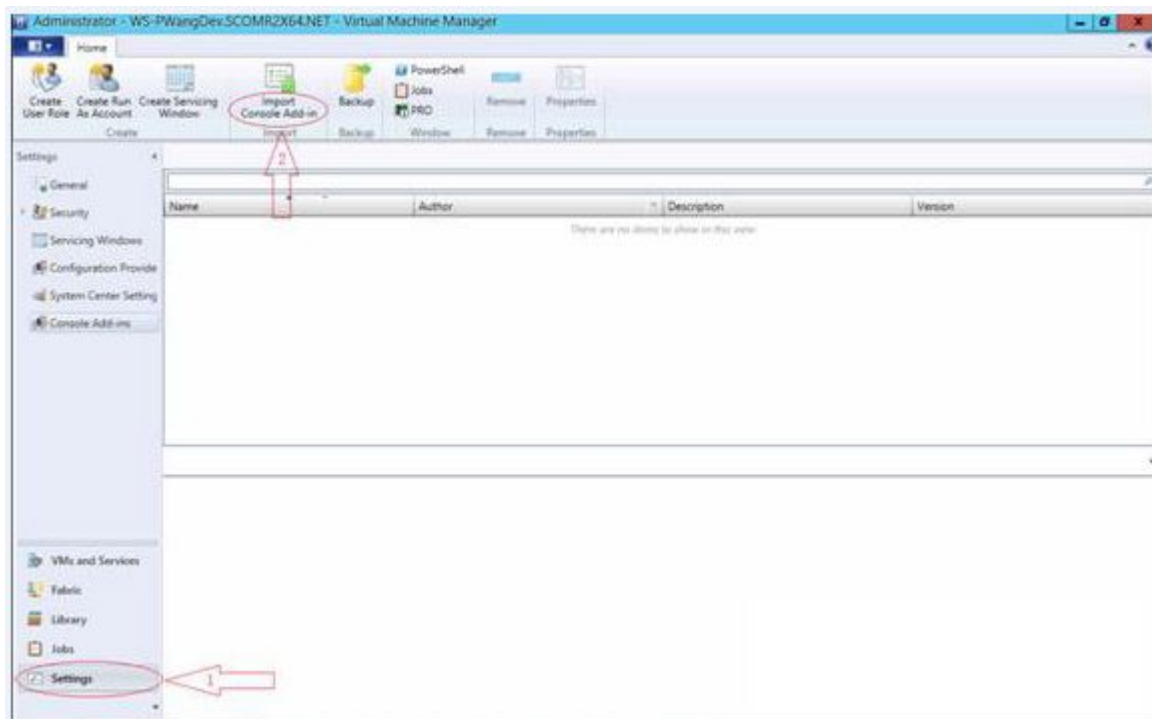 Administrator - WS-PWangDev.SCOMR2X64.NET - Virtual Machine Manager
Home
Create User Role
Create Run As Account
Create Servicing Window
Import Console Add-in
Backup
PowerShell
Jobs
PRO
Remove
Properties
Create
Import
Backup
Window
Remove
Properties
2
Settings
General
Security
Servicing Windows
Configuration Provide
System Center Setting
Console Add-ins
Name
Author
Description
Version
There are no items to show in this view
VMs and Services
Fabric
Library
Jobs
Settings
1